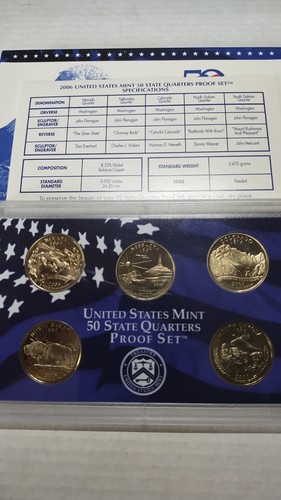 2006 UNITED STATES MINT 50 STATE QUARTERS PROOF SET™
SPECIFICATIONS
DENOMINATION Nevada Quarter Nebraska Quarter Colorado Quarter North Dakota Quarter South Dakota Quarter
OBVERSE Washington Washington Washington Washington Washington
SCULPTOR/ENGRAVER John Flanagan John Flanagan John Flanagan John Flanagan John Flanagan
REVERSE "The Silver State" "Chimney Rock" "Colorful Colorado" "Badlands With Bison" "Mount Rushmore And Pheasant"
SCULPTOR/ENGRAVER Don Everhart Charles L. Vickers Norman E. Nemeth Donna Weaver John Mercanti
COMPOSITION 8.33% Nickel Balance Copper STANDARD WEIGHT 5.670 grams
STANDARD DIAMETER 0.955 inches 24.30 mm EDGE Reeded
UNITED STATES MINT
50 STATE QUARTERS
PROOF SET™